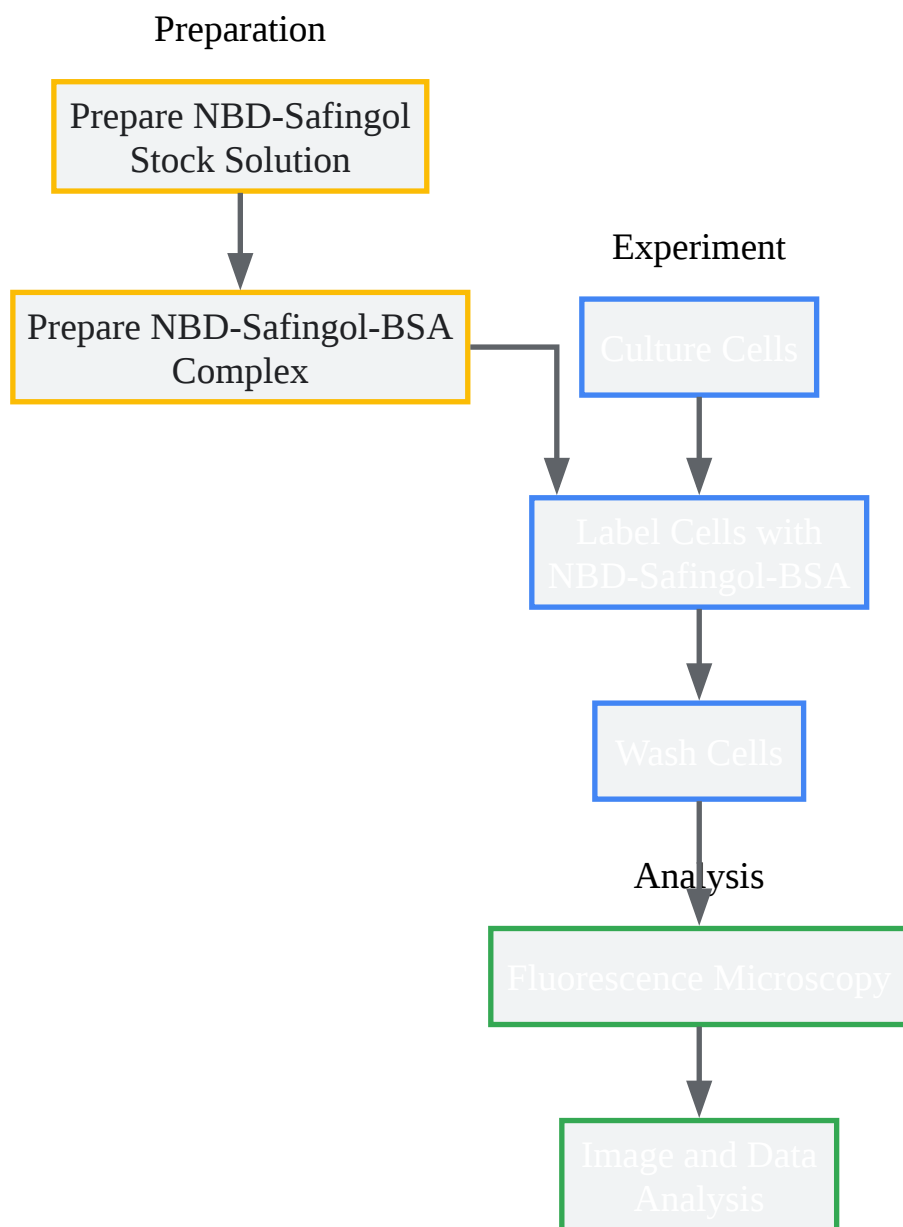 Preparation
Prepare NBD-Safingol
Stock Solution
Prepare NBD-Safingol-BSA
Complex
Experiment
Culture Cells
Label Cells with
NBD-Safingol-BSA
Wash Cells
Analysis
Fluorescence Microscopy
Image and Data
Analysis